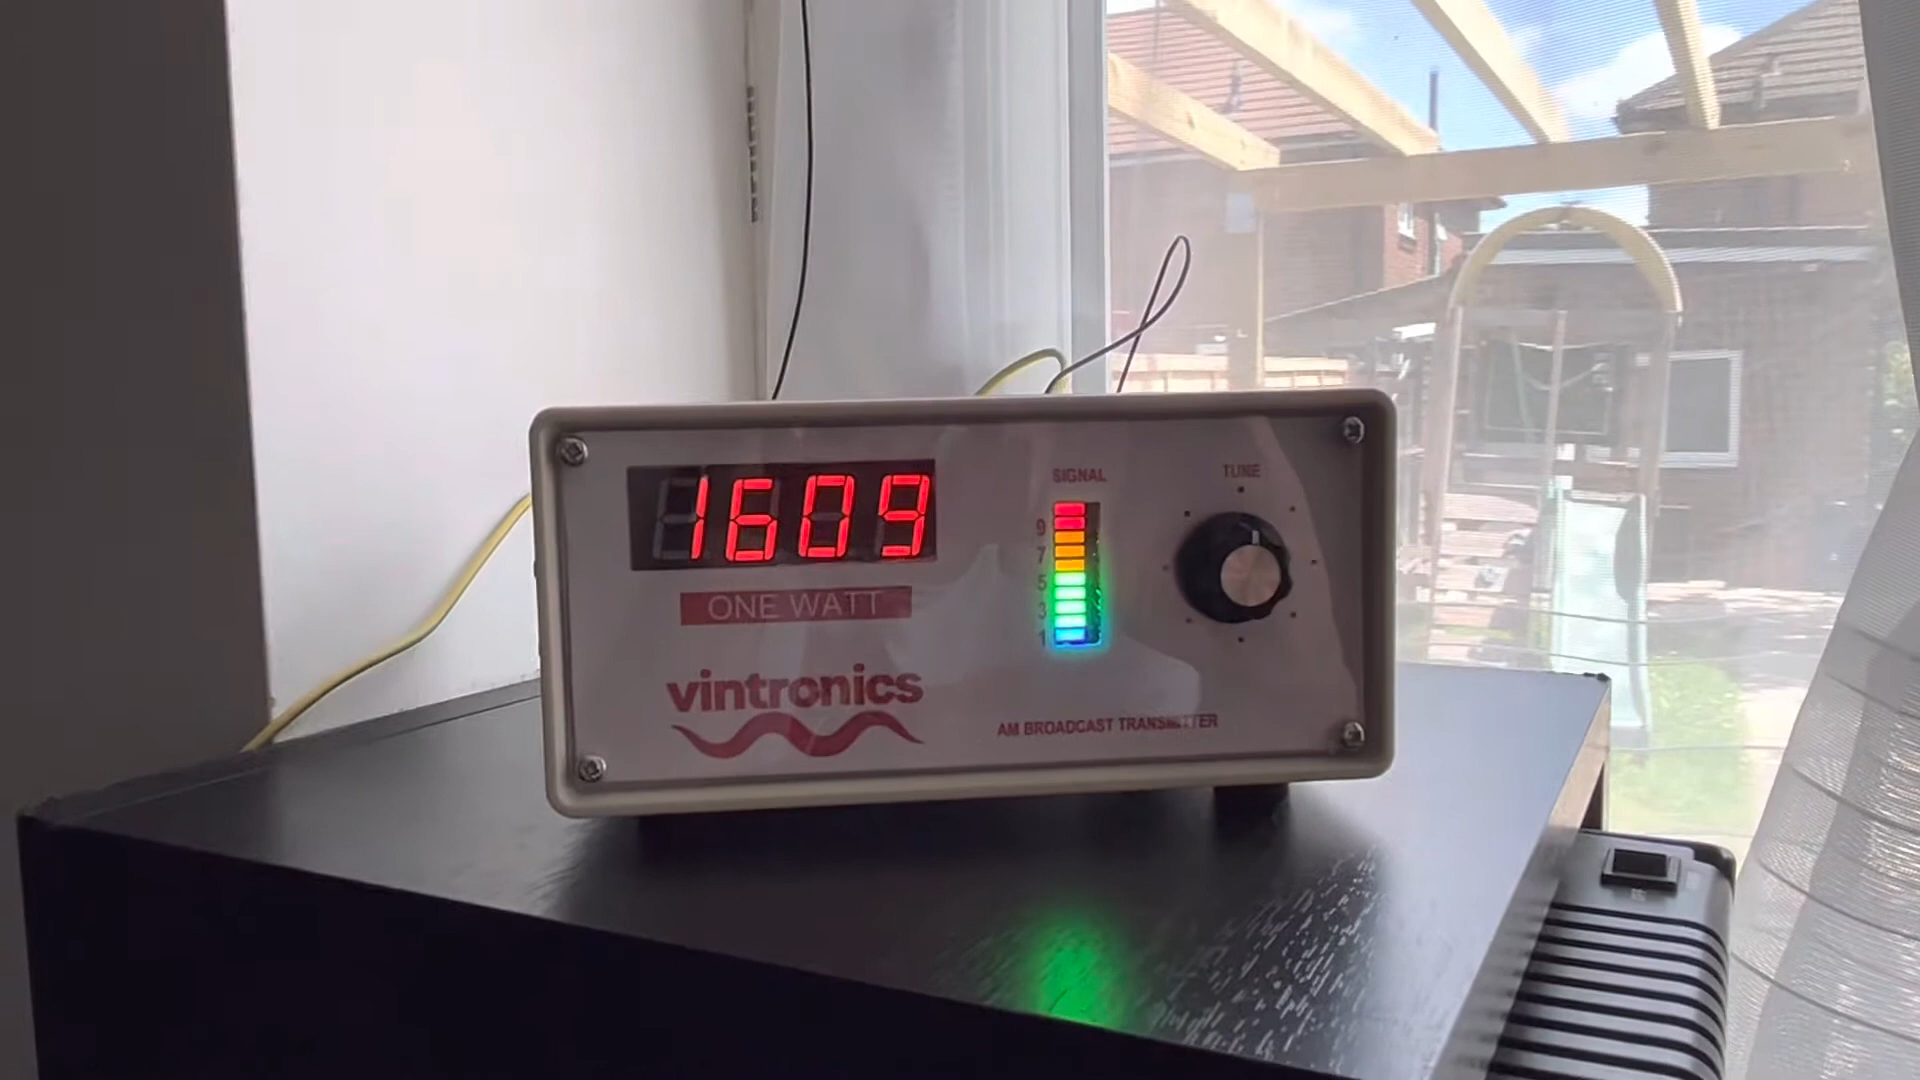 1609
ONE WATT
vintronics
SIGNAL
9
7
5
3
1
TUNE
AM BROADCAST TRANSMITTER